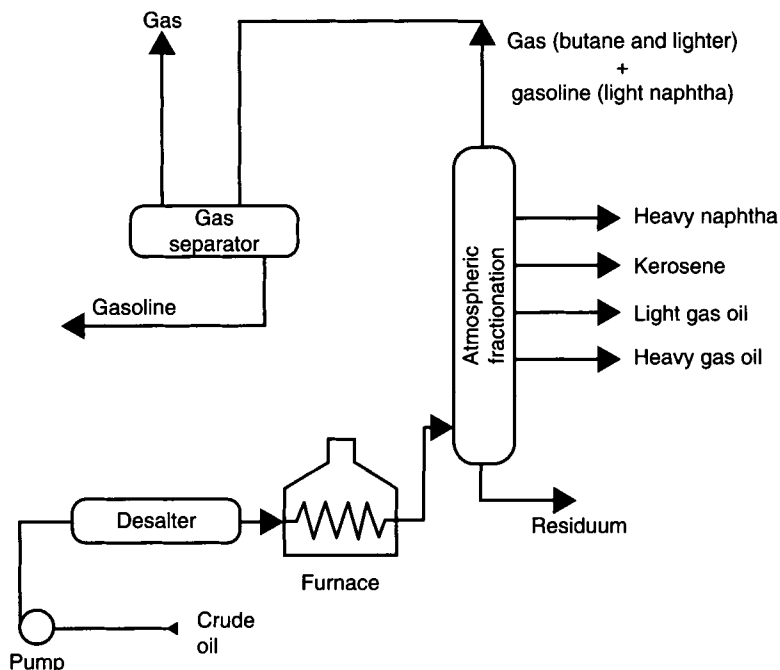 Gas
Gas (butane and lighter)
+
gasoline (light naphtha)
Gas
separator
Heavy naphtha
Kerosene
Atmospheric
fractionation
Light gas oil
Gasoline
Heavy gas oil
Desalter
Residuum
Furnace
Crude
oil
Pump